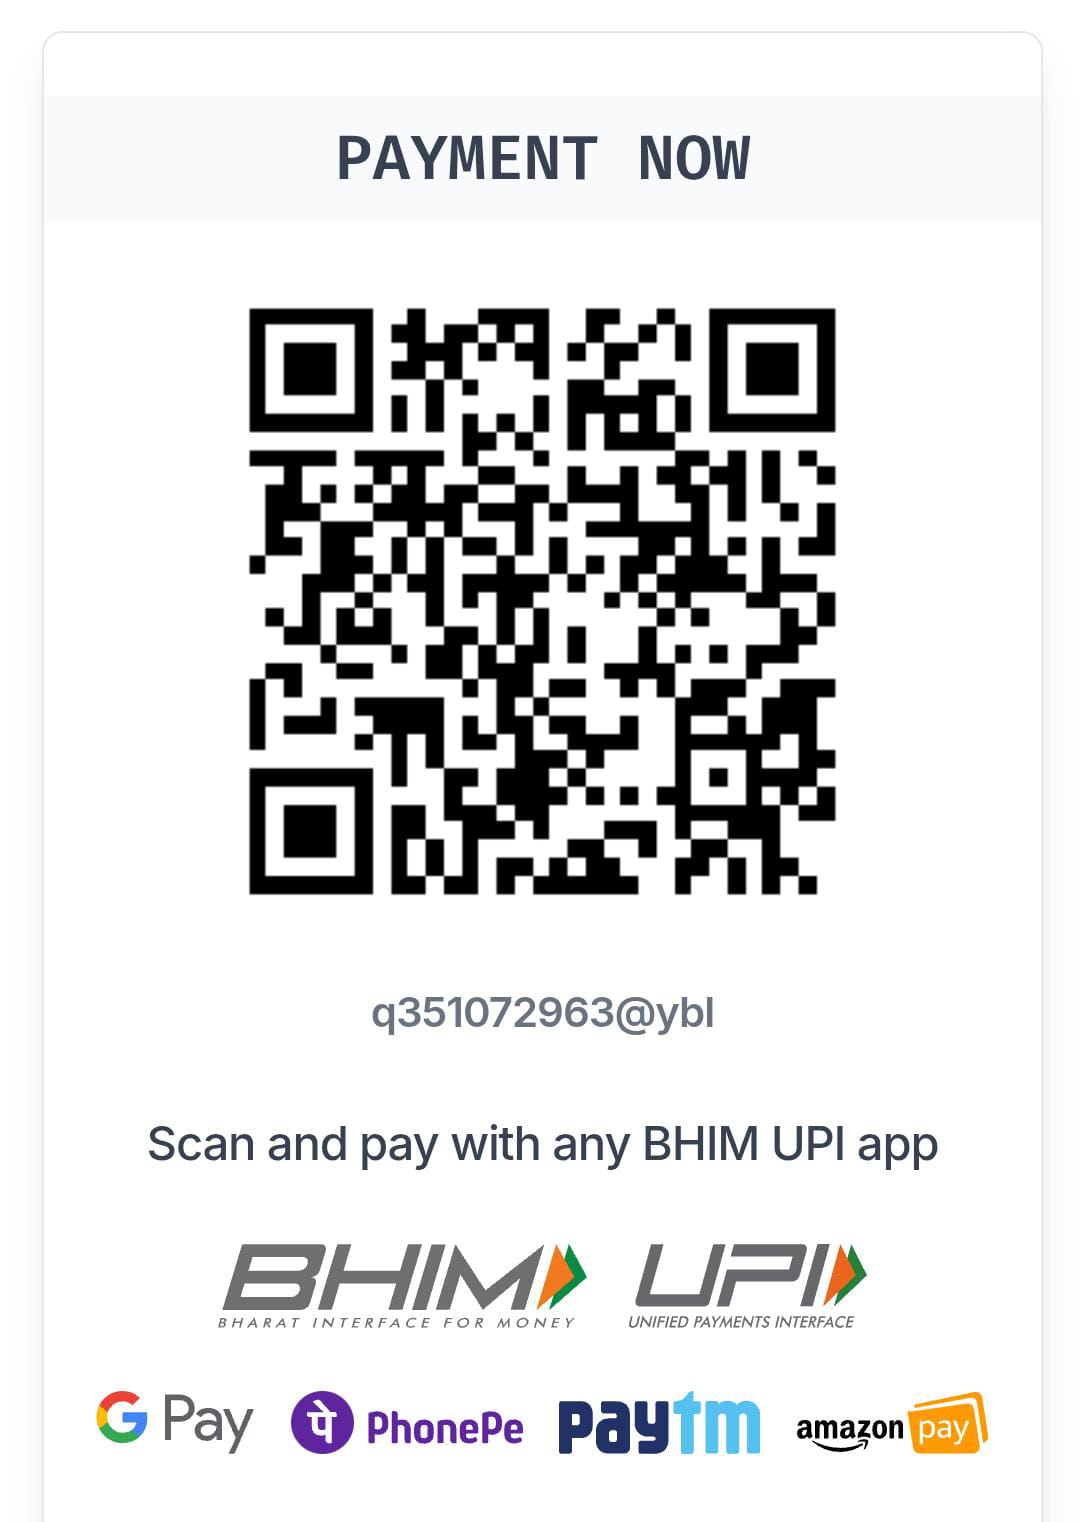 PAYMENT NOW
q351072963@ybl
Scan and pay with any BHIM UPI app
BHIM UPI
BHARAT INTERFACE FOR MONEY UNIFIED PAYMENTS INTERFACE
G Pay पे PhonePe paytm amazon pay